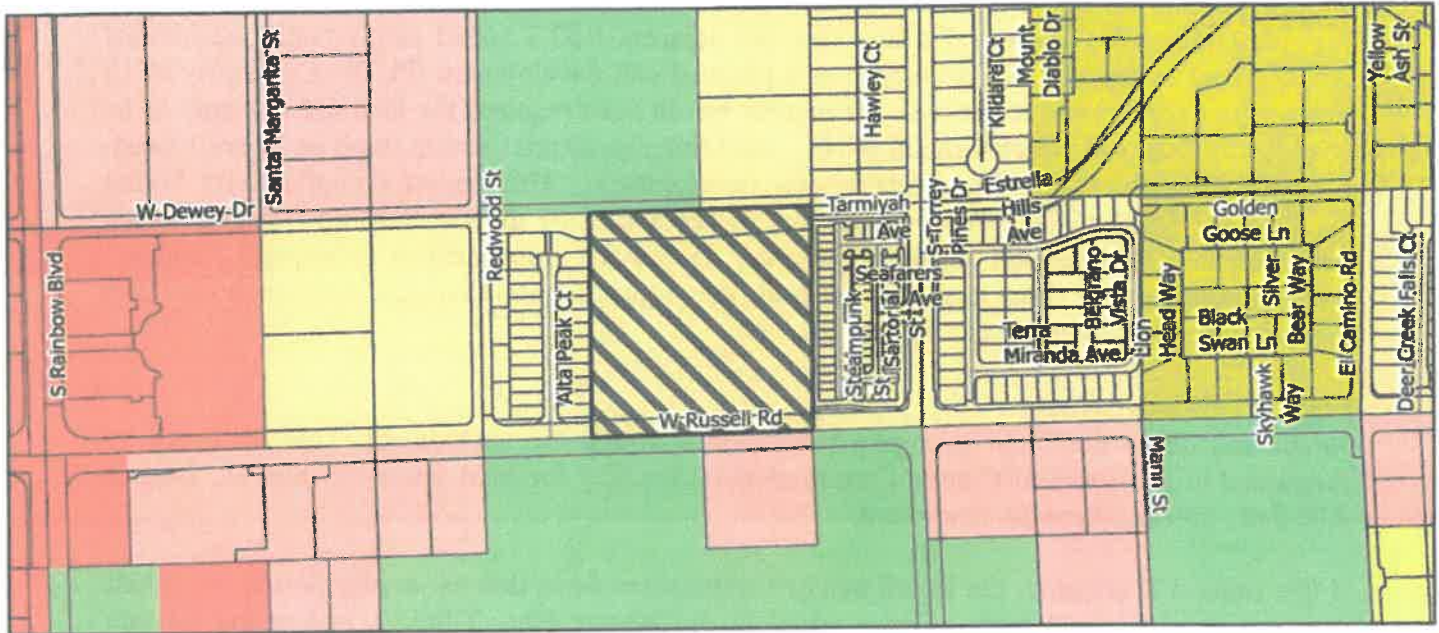 Santa Margarita St
W Dewey Dr
S Rainbow Blvd
Redwood St
Alta Peak Ct
W Russell Rd
Hawley Ct
Kildare Ct
Mount
Diablo Dr
Yellow
Ash St
Tarmiyah
Ave
S Torrey
Pines Dr
Estrella
Hills
Ave
Golden
Goose Ln
Steampunk
St
Sartorial
St
Seafarers
Ave
Terra
Miranda Ave
Belgrano
Vista Dr
Lion
Head Way
Black
Swan Ln
Silver
Bear Way
El Camino Rd
Skyhawk
Way
Deer Creek Falls Ct
Mann St